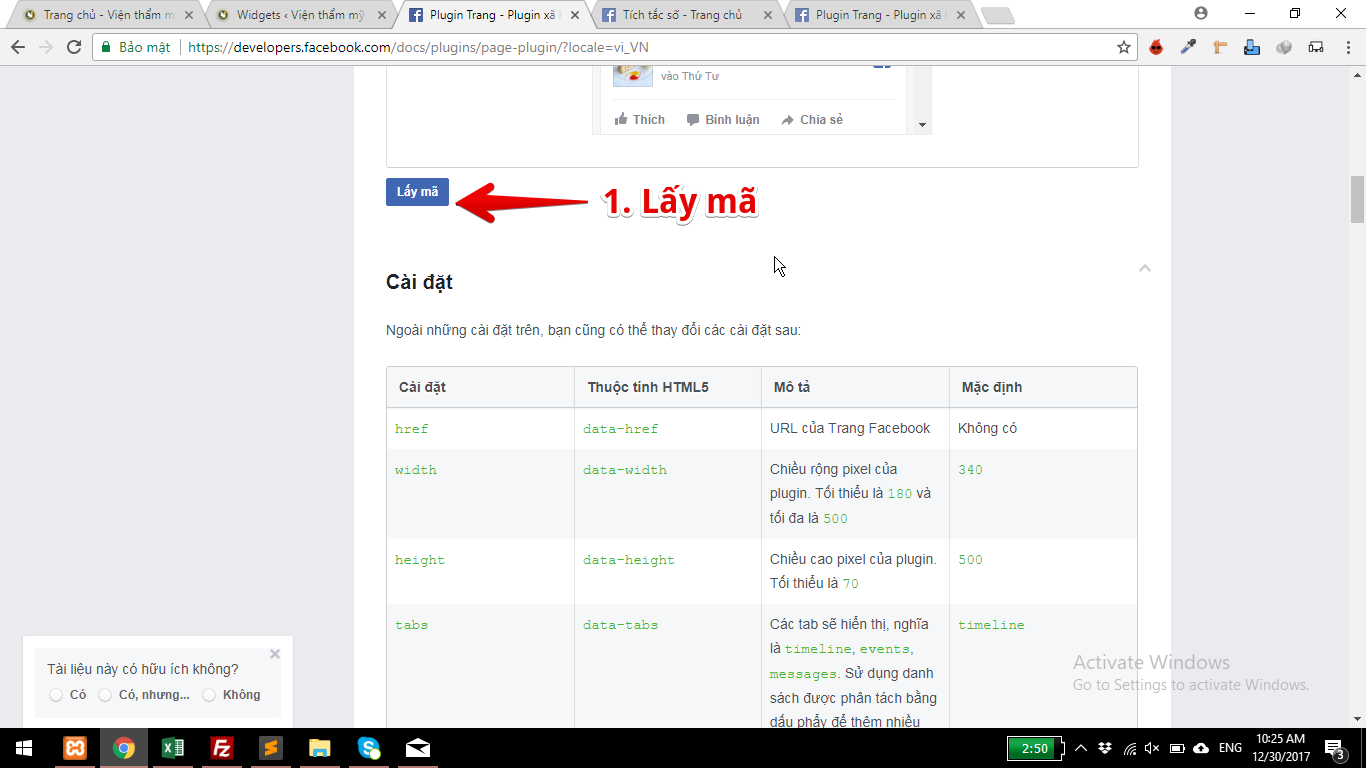 Trang chủ - Viện thẩm m
Widgets ‹ Viện thẩm mỹ
Plugin Trang - Plugin xã h
Tích tắc số - Trang chủ
Plugin Trang - Plugin xã h
Bảo mật
https://developers.facebook.com/docs/plugins/page-plugin/?locale=vi_VN
vào Thứ Tư
Thích
Bình luận
Chia sẻ
Lấy mã
1. Lấy mã
Cài đặt
Ngoài những cài đặt trên, bạn cũng có thể thay đổi các cài đặt sau:
Cài đặt
Thuộc tính HTML5
Mô tả
Mặc định
href
data-href
URL của Trang Facebook
Không có
width
data-width
Chiều rộng pixel của
plugin. Tối thiểu là 180 và
tối đa là 500
340
height
data-height
Chiều cao pixel của plugin.
Tối thiểu là 70
500
tabs
data-tabs
Các tab sẽ hiển thị, nghĩa
là timeline, events,
messages. Sử dụng danh
sách được phân tách bằng
dấu phẩy để thêm nhiều
timeline
Tài liệu này có hữu ích không?
Có
Có, nhưng...
Không
Activate Windows
Go to Settings to activate Windows.
2:50
ENG
10:25 AM
12/30/2017
3